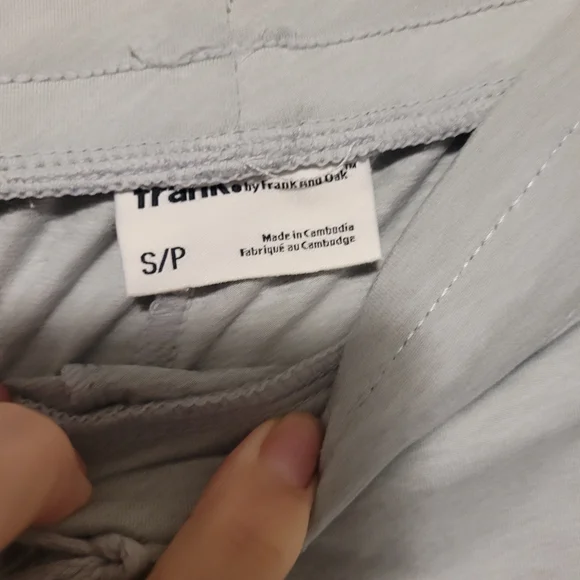 frank. by Frank And Oak™
S/P
Made in Cambodia
Fabriqué au Cambodge